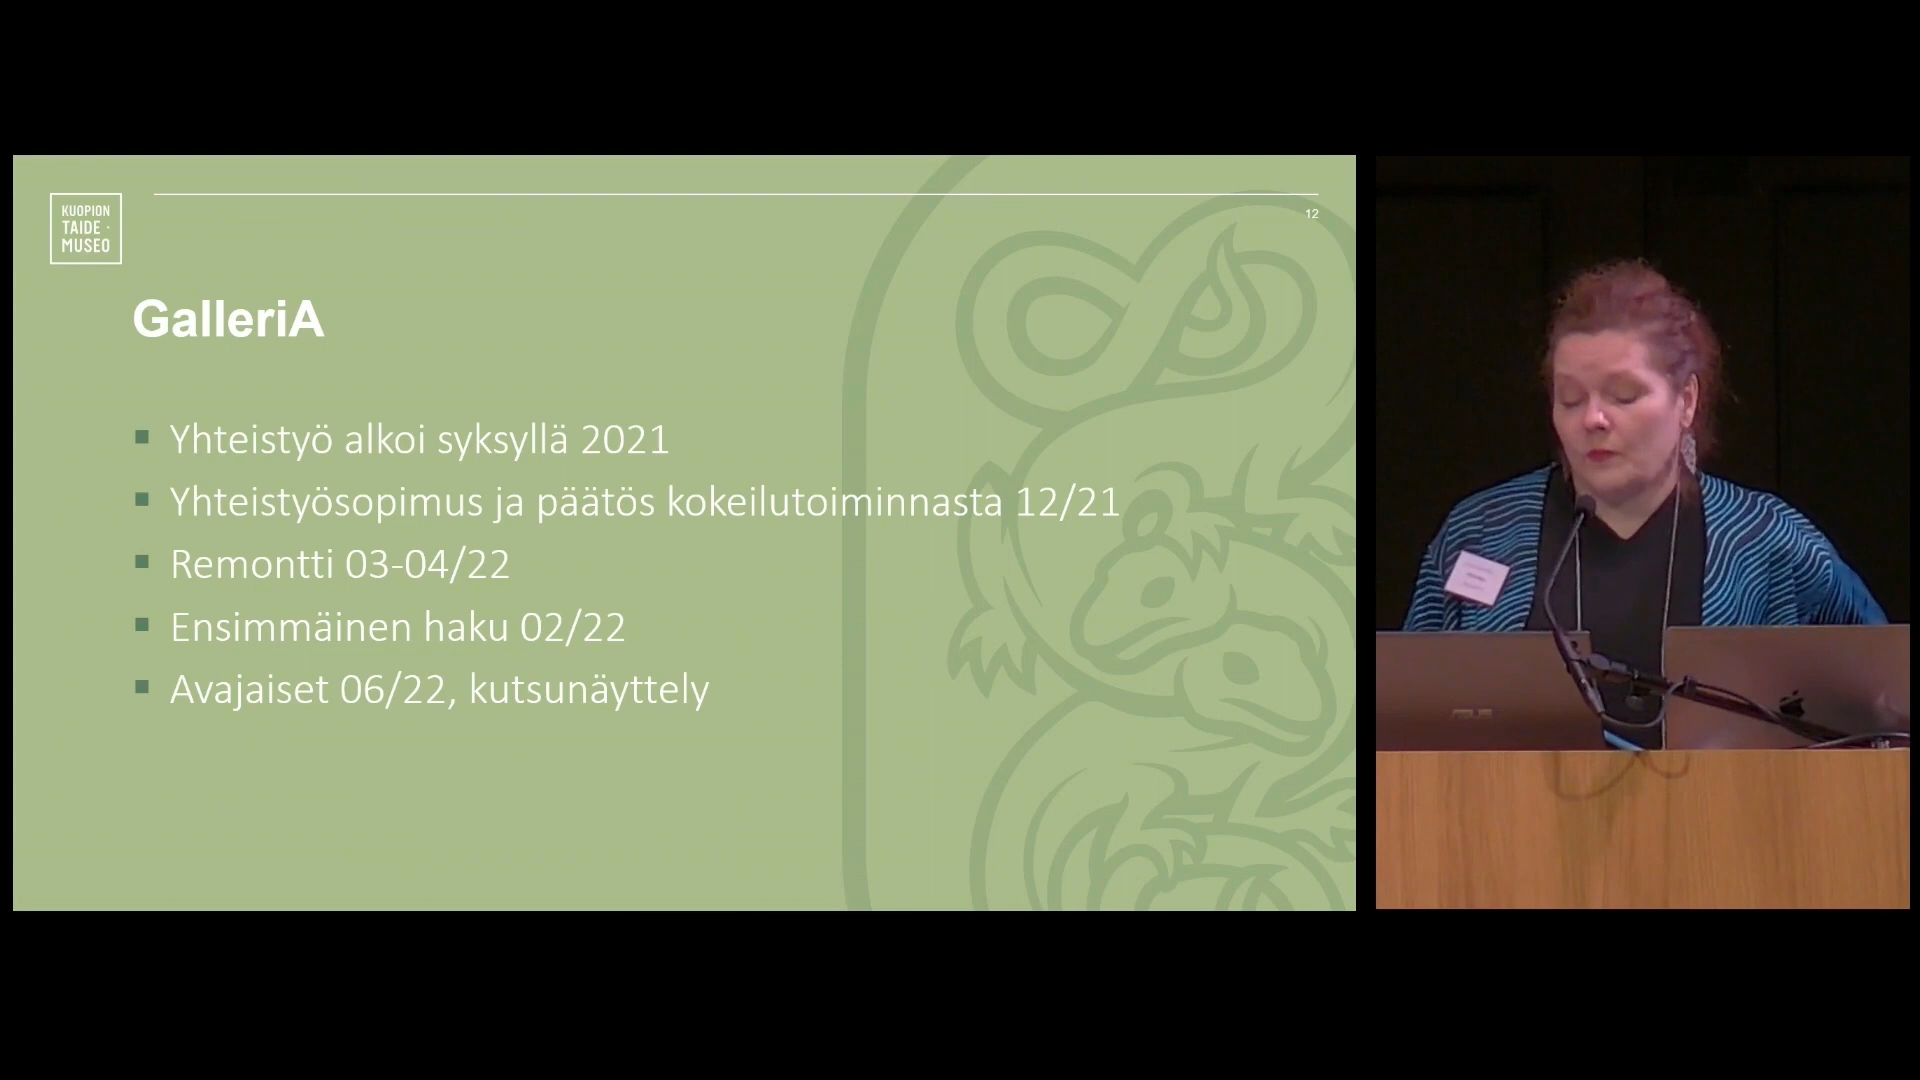 KUOPION
TAIDE ·
MUSEO
12
GalleriA
Yhteistyö alkoi syksyllä 2021
Yhteistyösopimus ja päätös kokeilutoiminnasta 12/21
Remontti 03-04/22
Ensimmäinen haku 02/22
Avajaiset 06/22, kutsunäyttely
ASUS